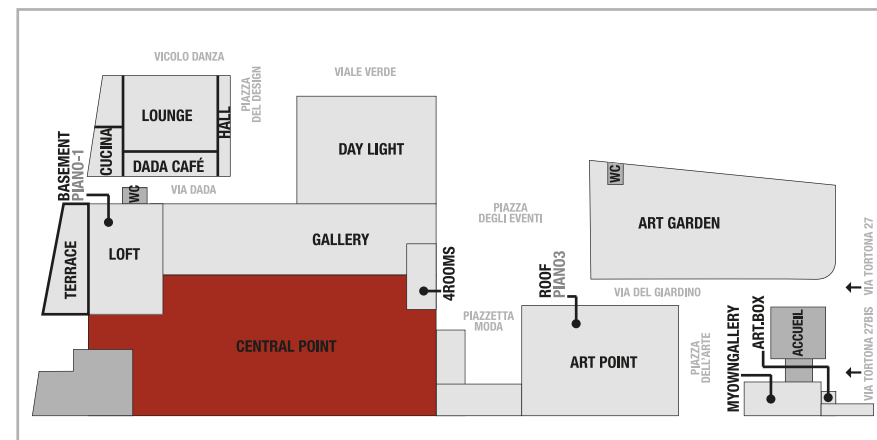 VICOLO DANZA
VIALE VERDE
PIAZZA
DEL DESIGN
LOUNGE
HALL
CUCINA
DADA CAFÉ
DAY LIGHT
BASEMENT
PIANO-1
WC
VIA DADA
WC
PIAZZA
DEGLI EVENTI
ART GARDEN
TERRACE
LOFT
GALLERY
4ROOMS
ROOF
PIANO3
VIA DEL GIARDINO
VIA TORTONA 27
PIAZZETTA
MODA
CENTRAL POINT
ART POINT
PIAZZA
DELL'ARTE
MYOWNGALLERY
ART.BOX
ACCUEIL
VIA TORTONA 27BIS